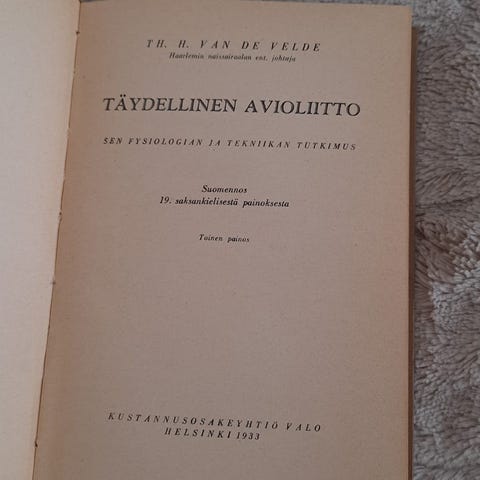 TH. H. VAN DE VELDE
Haarlemin naissairaalan ent. johtaja
TÄYDELLINEN AVIOLIITTO
SEN FYSIOLOGIAN JA TEKNIIKAN TUTKIMUS
Suomennos
19. saksankielisestä painoksesta
Toinen painos
KUSTANNUSOSAKEYHTIÖ VALO
HELSINKI 1933